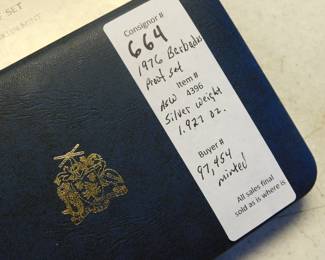 SET
Consignor #
664
1976 Barbados
Proof set
Item #
ASW 4396
Silver weight
1.927 oz.
Buyer #
97,454
minted
All sales final
sold as is where is